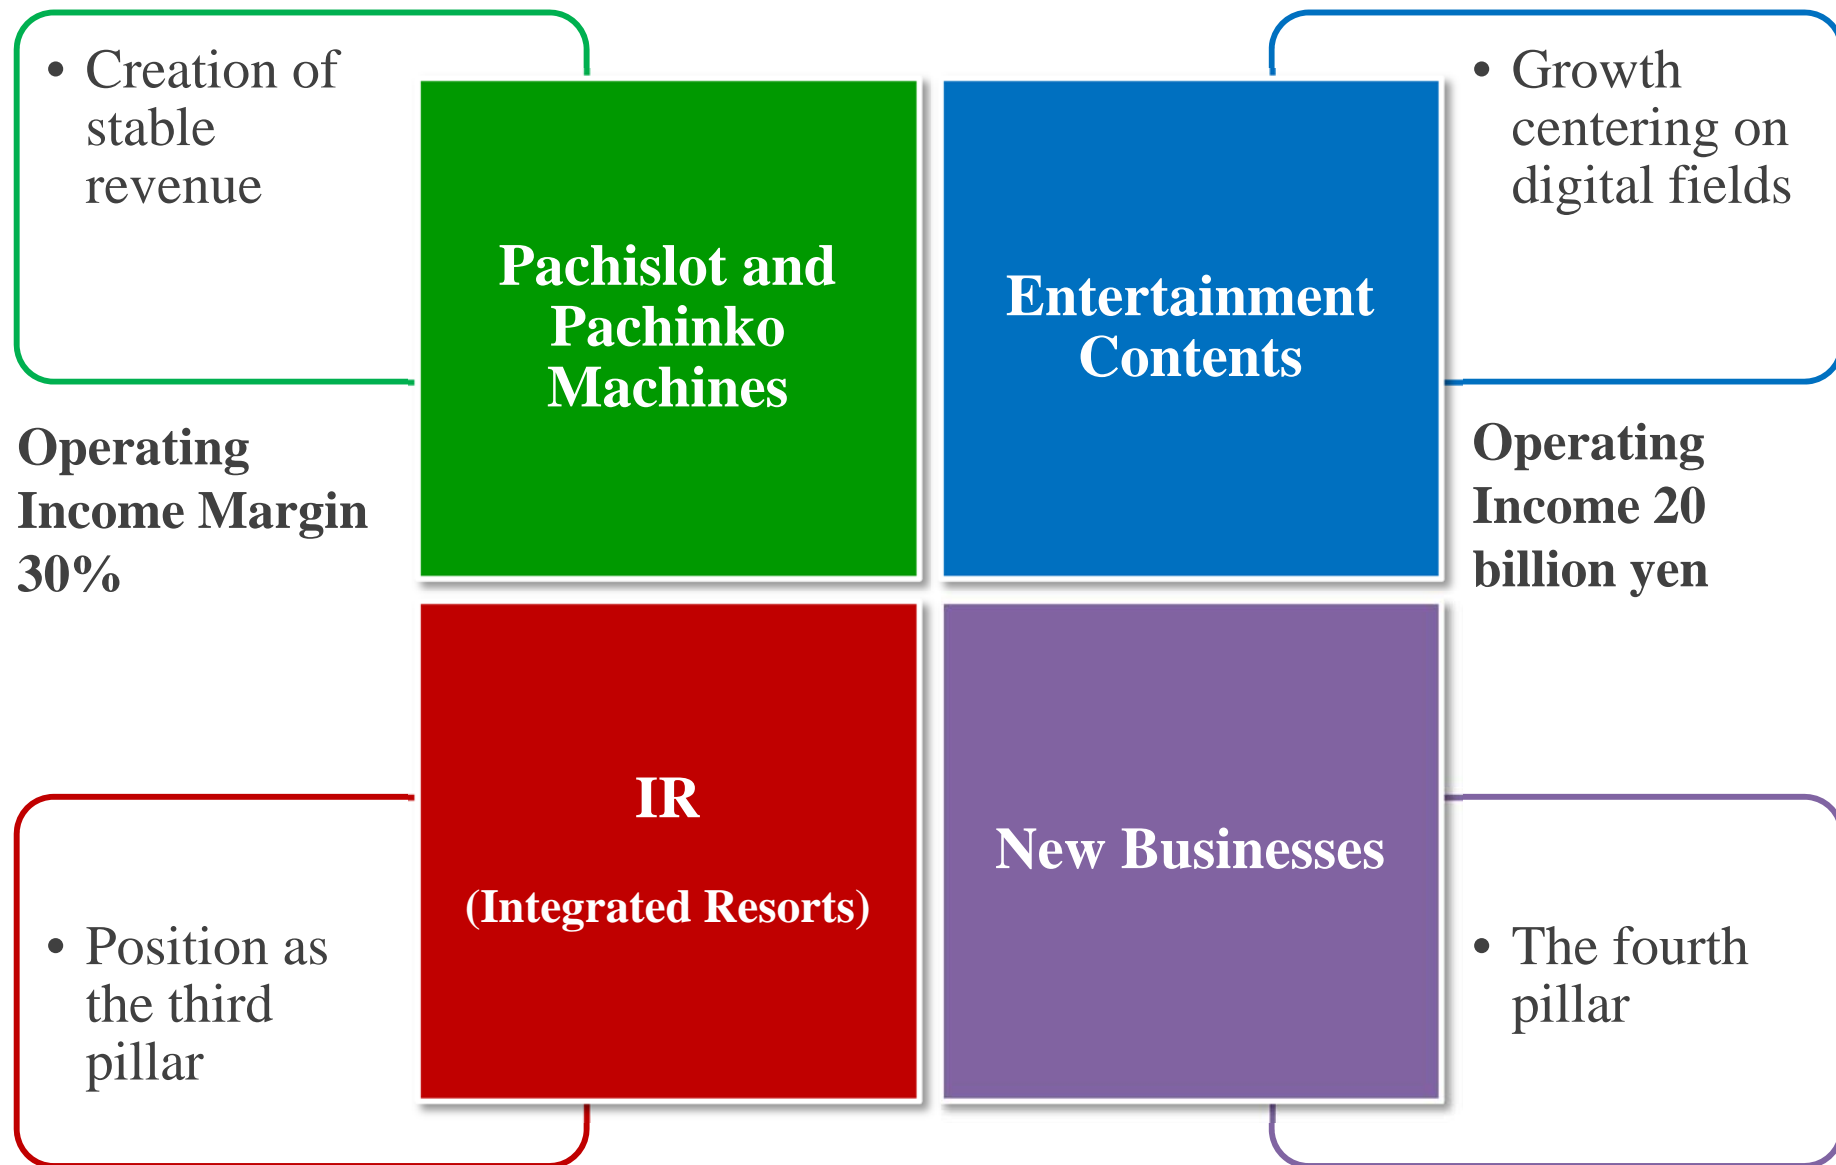 • Creation of
stable
revenue
Pachislot and
Pachinko
Machines
Operating
Income Margin
30%
Entertainment
Contents
• Growth
centering on
digital fields
Operating
Income 20
billion yen
IR
(Integrated Resorts)
• Position as
the third
pillar
New Businesses
• The fourth
pillar